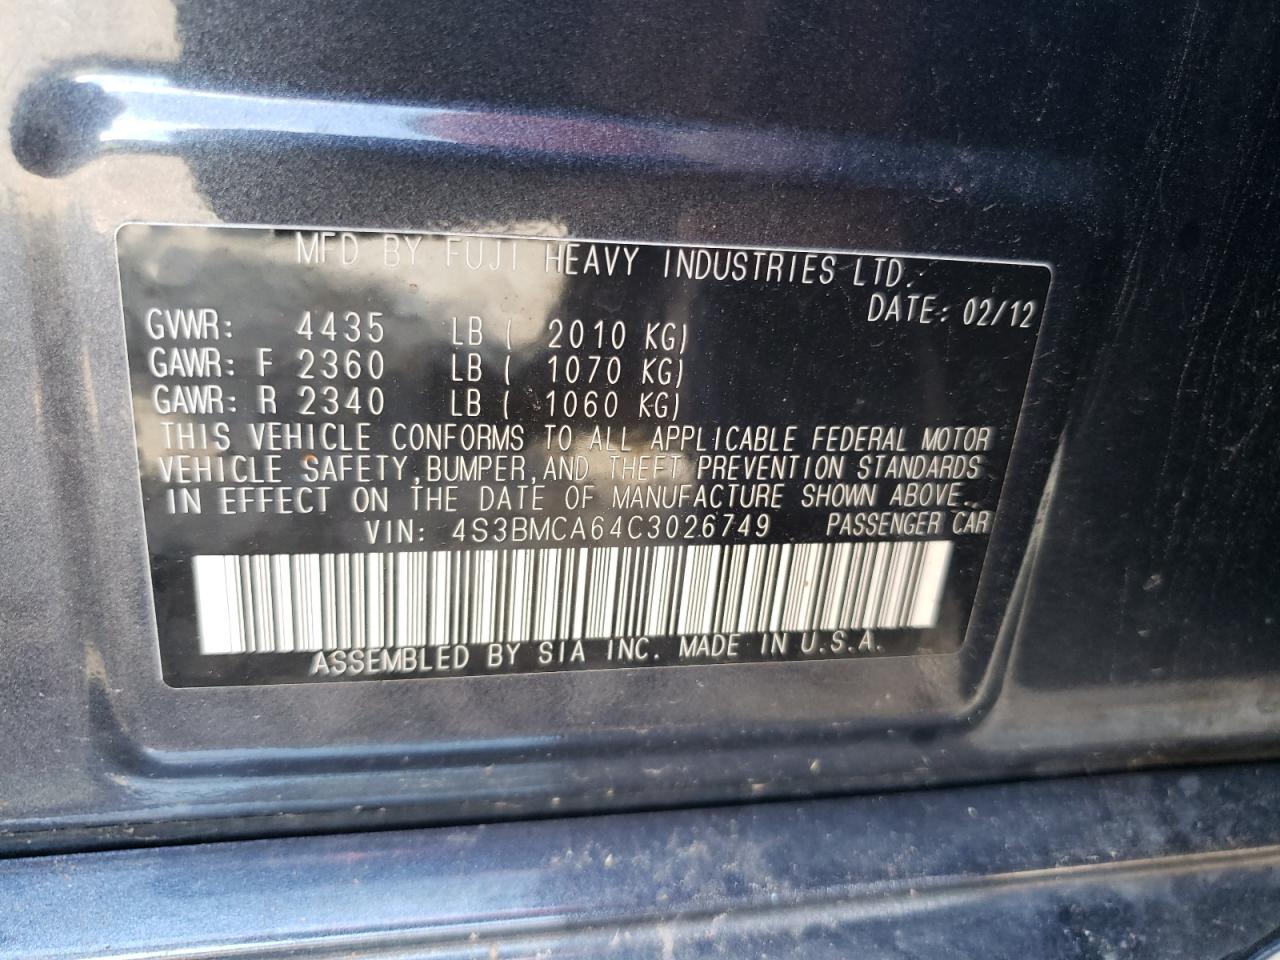 MFD BY FUJI HEAVY INDUSTRIES LTD.
DATE: 02/12
GVWR: 4435 LB ( 2010 KG)
GAWR: F 2360 LB ( 1070 KG)
GAWR: R 2340 LB ( 1060 KG)
THIS VEHICLE CONFORMS TO ALL APPLICABLE FEDERAL MOTOR
VEHICLE SAFETY, BUMPER, AND THEFT PREVENTION STANDARDS
IN EFFECT ON THE DATE OF MANUFACTURE SHOWN ABOVE.
VIN: 4S3BMCA64C3026749 PASSENGER CAR
ASSEMBLED BY SIA INC. MADE IN U.S.A.